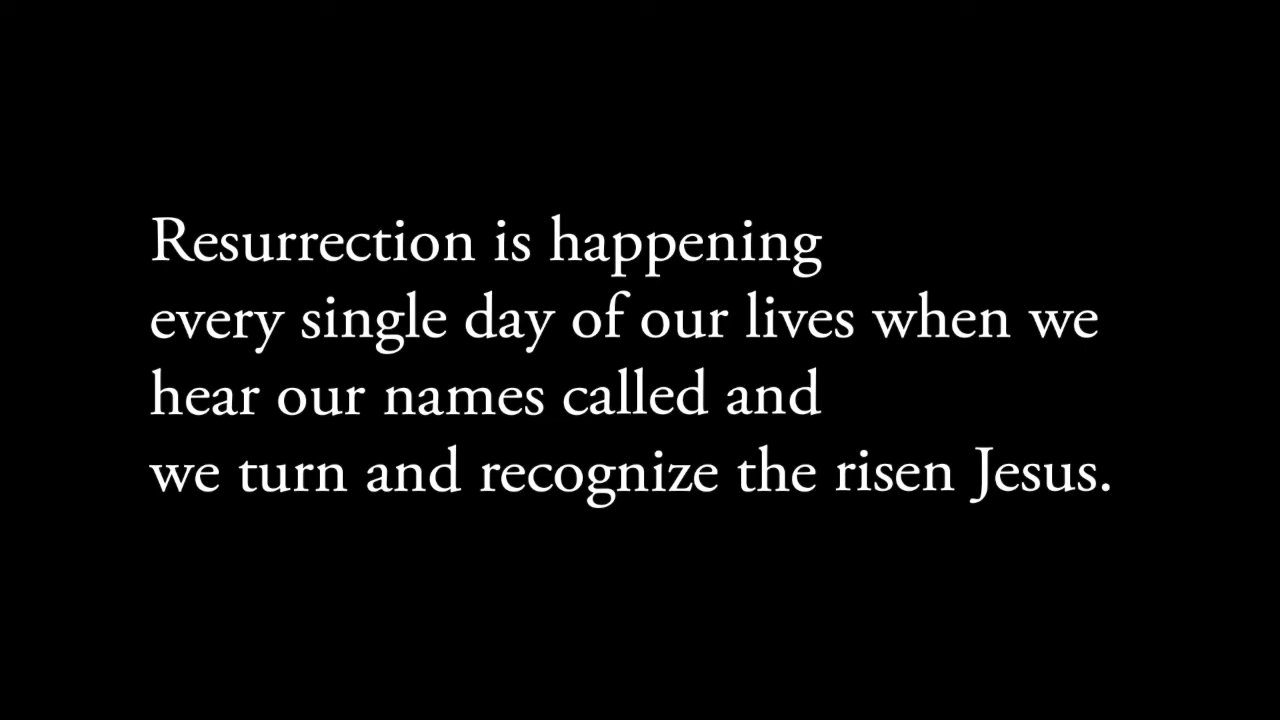 Resurrection is happening
every single day of our lives when we
hear our names called and
we turn and recognize the risen Jesus.